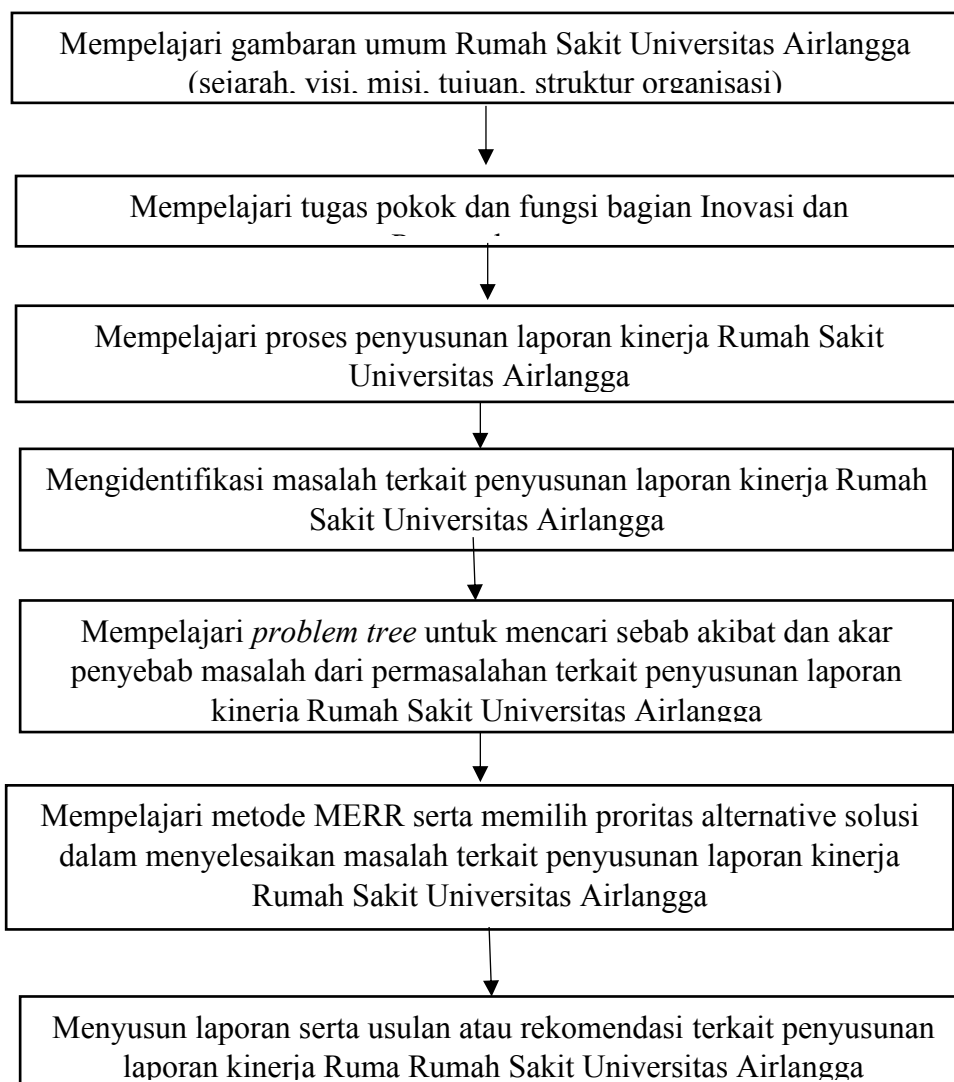 Mempelajari gambaran umum Rumah Sakit Universitas Airlangga
(sejarah, visi, misi, tujuan, struktur organisasi)
Mempelajari tugas pokok dan fungsi bagian Inovasi dan
Mempelajari proses penyusunan laporan kinerja Rumah Sakit
Universitas Airlangga
Mengidentifikasi masalah terkait penyusunan laporan kinerja Rumah
Sakit Universitas Airlangga
Mempelajari problem tree untuk mencari sebab akibat dan akar
penyebab masalah dari permasalahan terkait penyusunan laporan
kinerja Rumah Sakit Universitas Airlangga
Mempelajari metode MERR serta memilih proritas alternative solusi
dalam menyelesaikan masalah terkait penyusunan laporan kinerja
Rumah Sakit Universitas Airlangga
Menyusun laporan serta usulan atau rekomendasi terkait penyusunan
laporan kinerja Ruma Rumah Sakit Universitas Airlangga